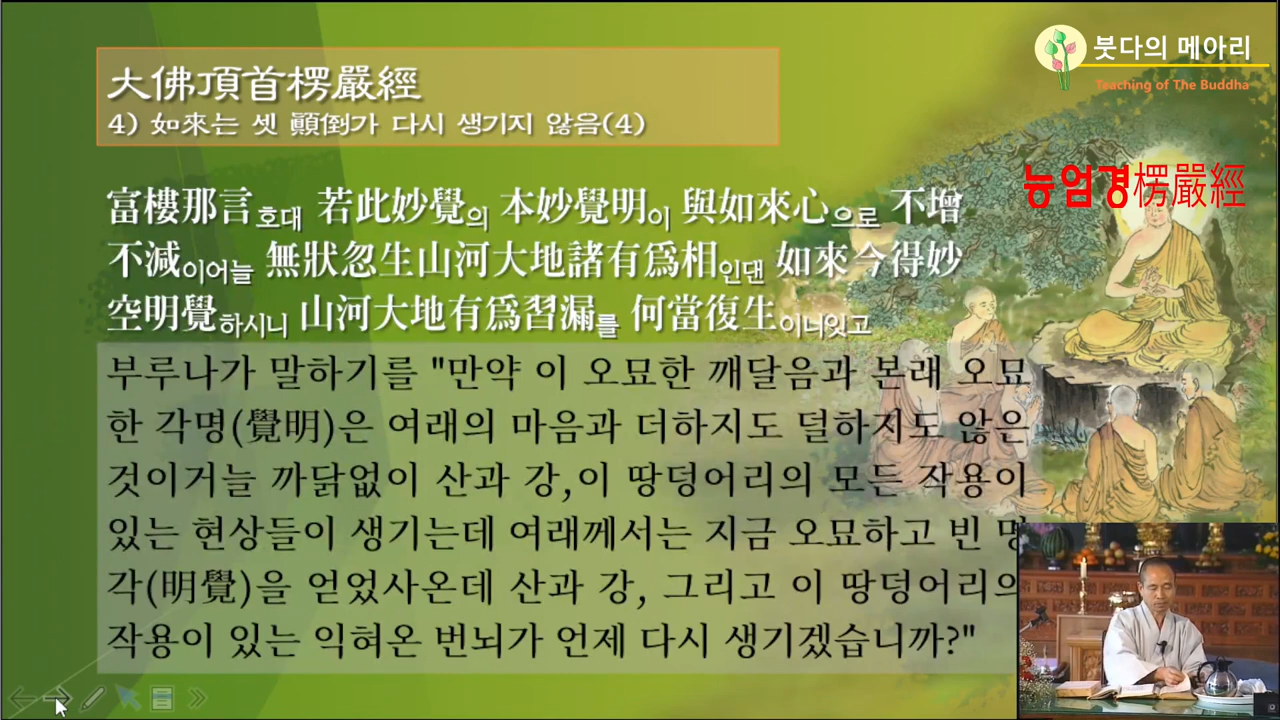 붓다의 메아리
Teaching of The Buddha
大佛頂首楞嚴經
4) 如來는 셋 顚倒가 다시 생기지 않음(4)
능엄경楞嚴經
富樓那言호대 若此妙覺의 本妙覺明이 與如來心으로 不增
不減이어늘 無狀忽生山河大地諸有爲相인댄 如來今得妙
空明覺하시니 山河大地有爲習漏를 何當復生이니잇고
부루나가 말하기를 "만약 이 오묘한 깨달음과 본래 오묘
한 각명(覺明)은 여래의 마음과 더하지도 덜하지도 않은
것이거늘 까닭없이 산과 강,이 땅덩어리의 모든 작용이
있는 현상들이 생기는데 여래께서는 지금 오묘하고 빈 명
각(明覺)을 얻었사온데 산과 강, 그리고 이 땅덩어리의
작용이 있는 익혀온 번뇌가 언제 다시 생기겠습니까?"